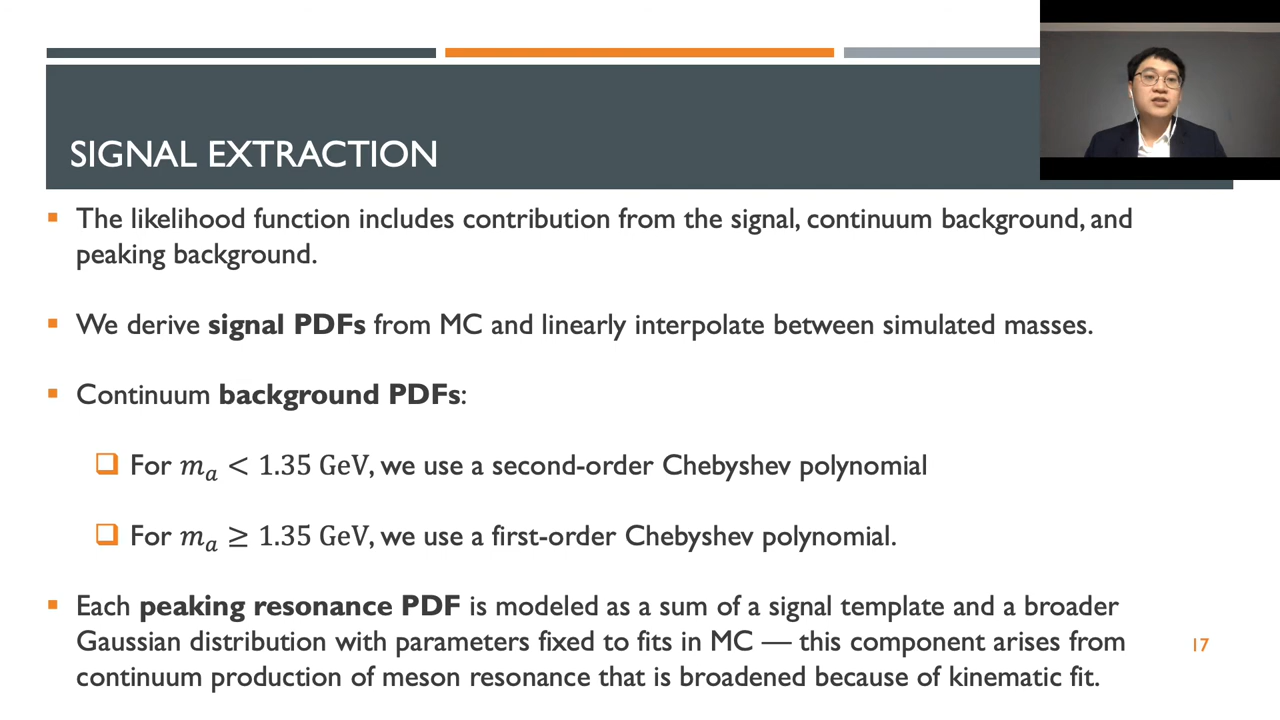 SIGNAL EXTRACTION
The likelihood function includes contribution from the signal, continuum background, and
peaking background.
We derive signal PDFs from MC and linearly interpolate between simulated masses.
Continuum background PDFs:
For mₐ < 1.35 GeV, we use a second-order Chebyshev polynomial
For mₐ ≥ 1.35 GeV, we use a first-order Chebyshev polynomial.
Each peaking resonance PDF is modeled as a sum of a signal template and a broader
Gaussian distribution with parameters fixed to fits in MC — this component arises from
continuum production of meson resonance that is broadened because of kinematic fit.
17